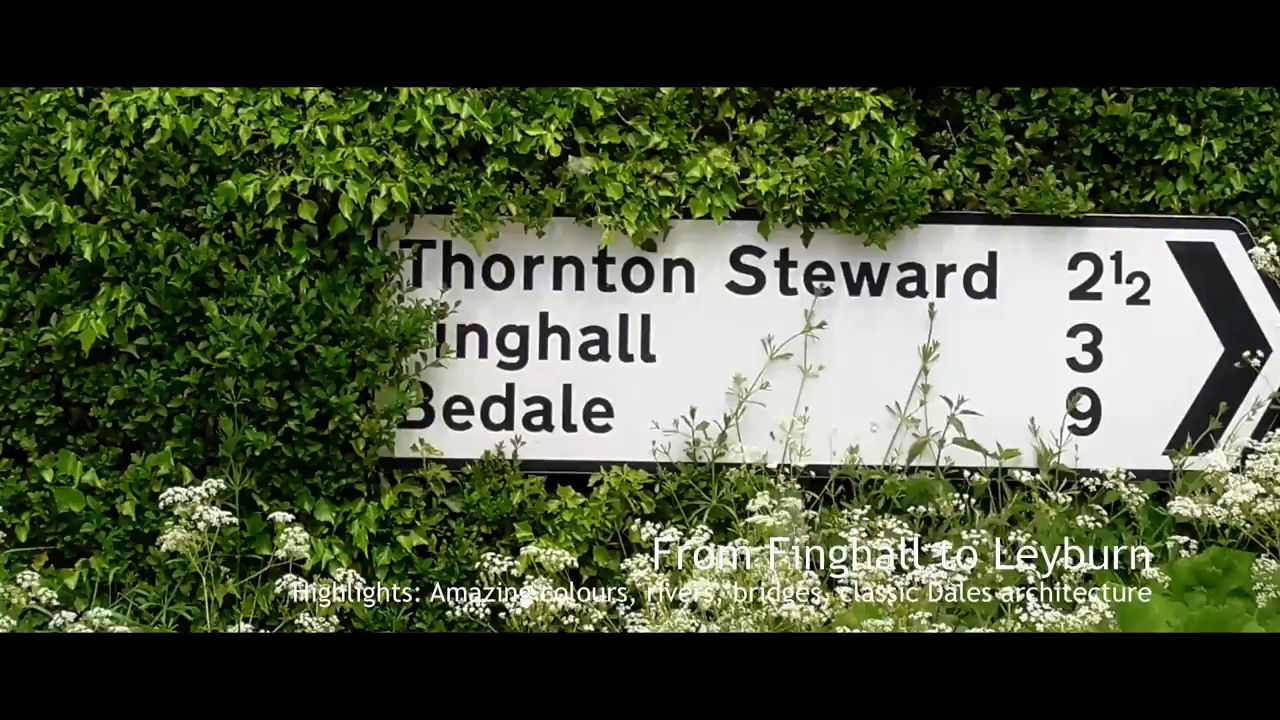 Thornton Steward 2½
Finghall 3
Bedale 9
From Finghall to Leyburn
Highlights: Amazing colours, rivers, bridges, classic Dales architecture